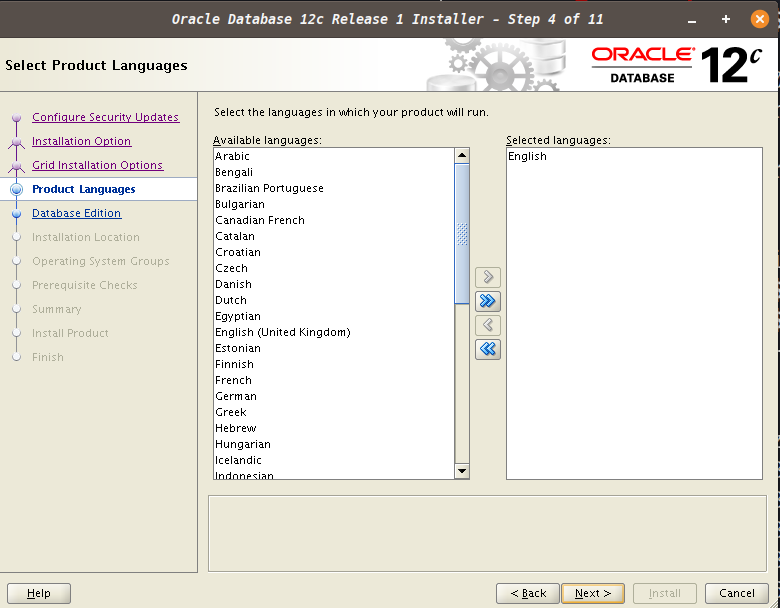 Oracle Database 12c Release 1 Installer - Step 4 of 11
Select Product Languages
ORACLE
DATABASE
12c
Configure Security Updates
Installation Option
Grid Installation Options
Product Languages
Database Edition
Installation Location
Operating System Groups
Prerequisite Checks
Summary
Install Product
Finish
Select the languages in which your product will run.
Available languages:
Arabic
Bengali
Brazilian Portuguese
Bulgarian
Canadian French
Catalan
Croatian
Czech
Danish
Dutch
Egyptian
English (United Kingdom)
Estonian
Finnish
French
German
Greek
Hebrew
Hungarian
Icelandic
Indonesian
Selected languages:
English
Help
< Back
Next >
Install
Cancel